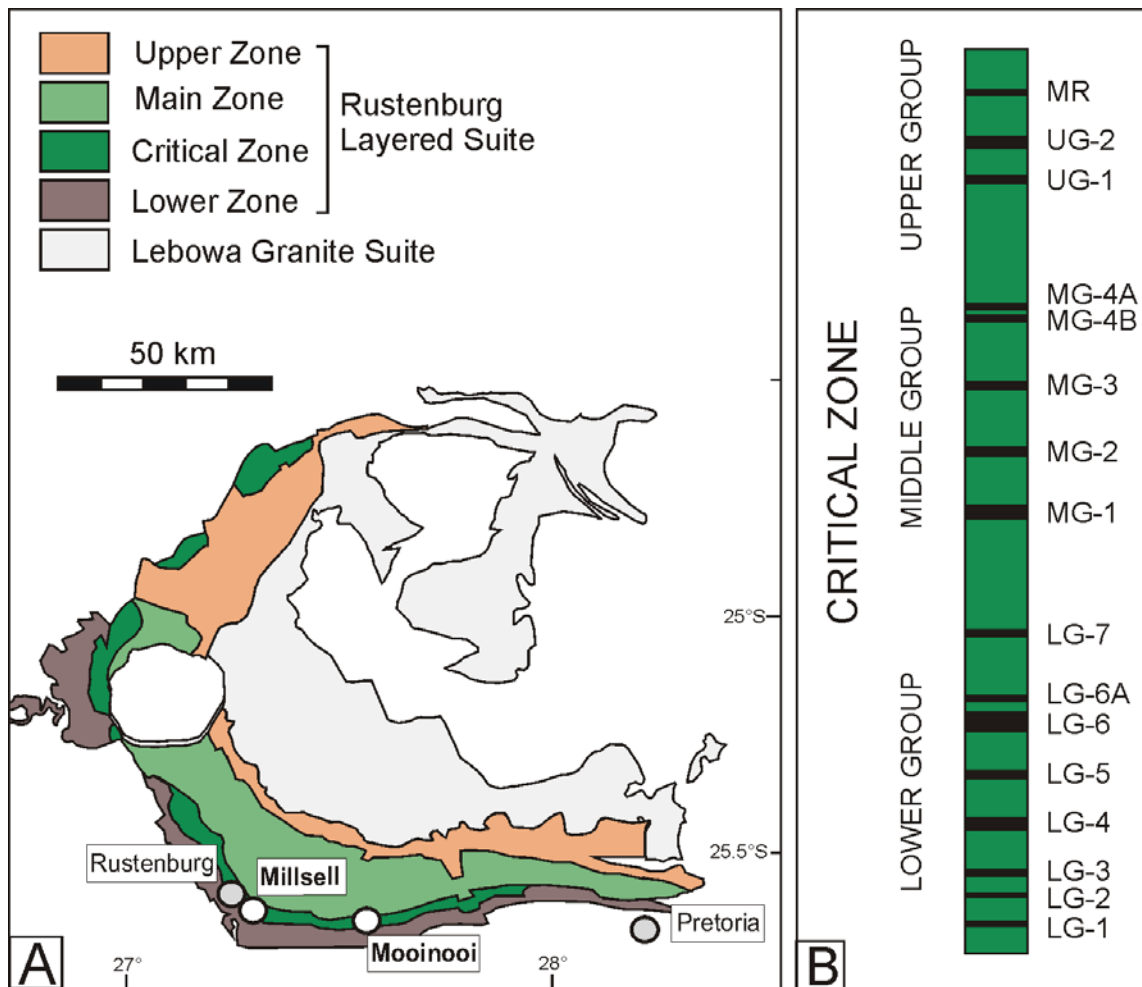 Upper Zone
Main Zone
Critical Zone
Lower Zone
Rustenburg
Layered Suite
Lebowa Granite Suite
50 km
25°S
25.5°S
Rustenburg
Millsell
Mooinooi
Pretoria
27°
28°
A
CRITICAL ZONE
UPPER GROUP
MIDDLE GROUP
LOWER GROUP
MR
UG-2
UG-1
MG-4A
MG-4B
MG-3
MG-2
MG-1
LG-7
LG-6A
LG-6
LG-5
LG-4
LG-3
LG-2
LG-1
B